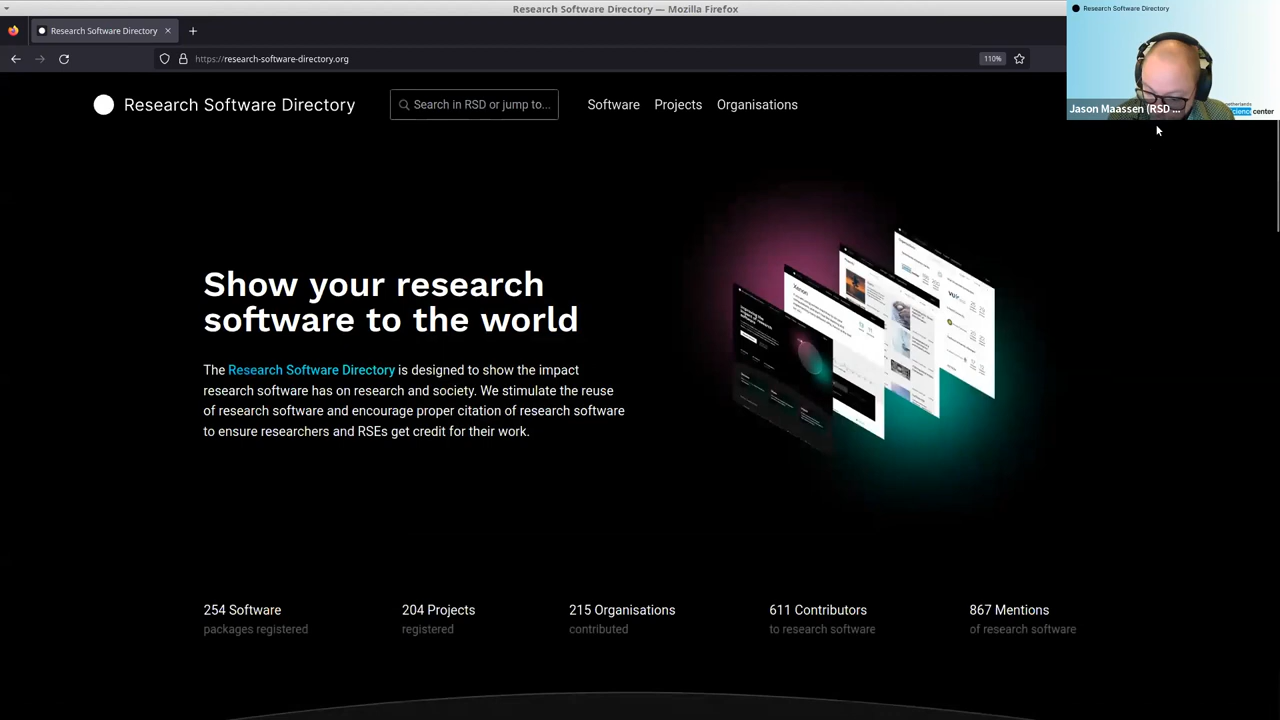 Research Software Directory — Mozilla Firefox
Research Software Directory
https://research-software-directory.org
110%
Research Software Directory
Jason Maassen (RSD ...
netherlands
center
Research Software Directory
Search in RSD or jump to...
Software
Projects
Organisations
Show your research
software to the world
The Research Software Directory is designed to show the impact
research software has on research and society. We stimulate the reuse
of research software and encourage proper citation of research software
to ensure researchers and RSEs get credit for their work.
Xenon
254 Software
packages registered
204 Projects
registered
215 Organisations
contributed
611 Contributors
to research software
867 Mentions
of research software